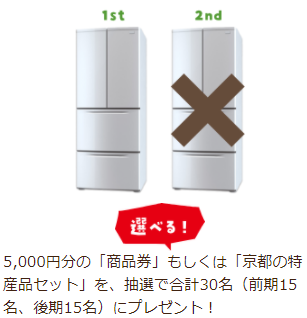 1st 2nd
選べる!
5,000円分の「商品券」もしくは「京都の特
産品セット」を、抽選で合計30名（前期15
名、後期15名）にプレゼント！